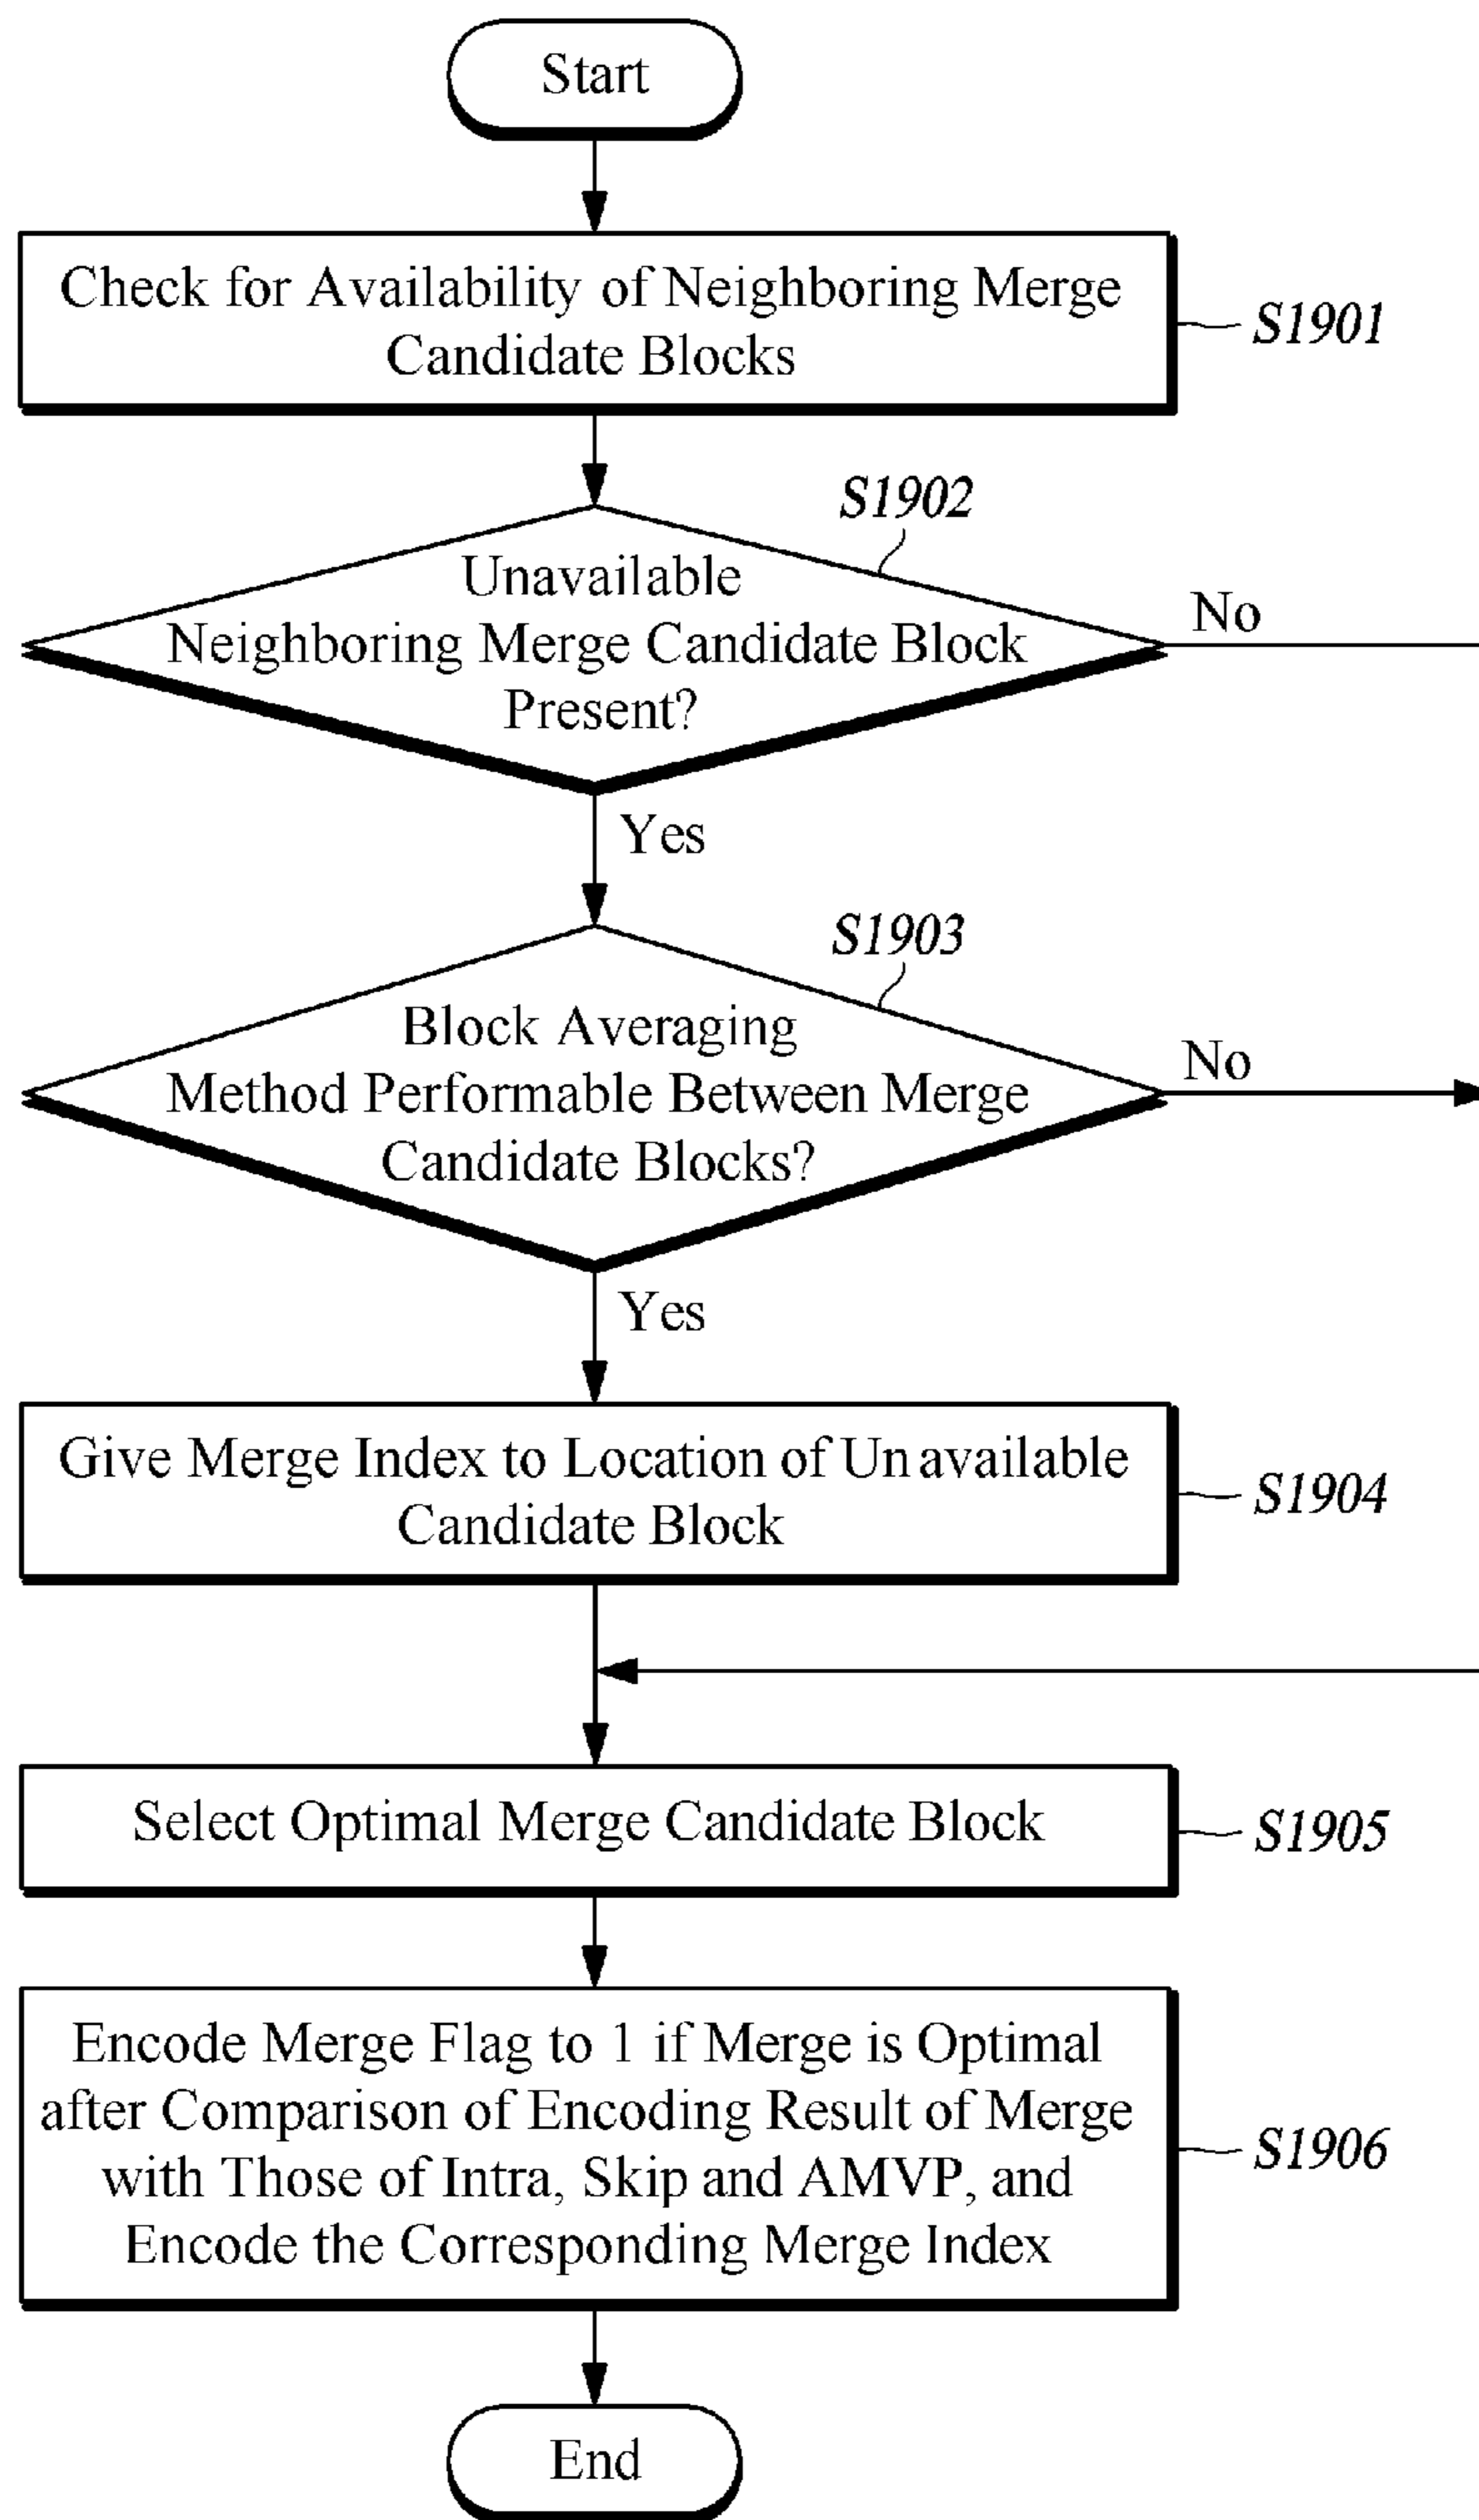 Start
Check for Availability of Neighboring Merge
Candidate Blocks
S1901
S1902
Unavailable
Neighboring Merge Candidate Block
Present?
No
Yes
S1903
Block Averaging
Method Performable Between Merge
Candidate Blocks?
No
Yes
Give Merge Index to Location of Unavailable
Candidate Block
S1904
Select Optimal Merge Candidate Block
S1905
Encode Merge Flag to 1 if Merge is Optimal
after Comparison of Encoding Result of Merge
with Those of Intra, Skip and AMVP, and
Encode the Corresponding Merge Index
S1906
End